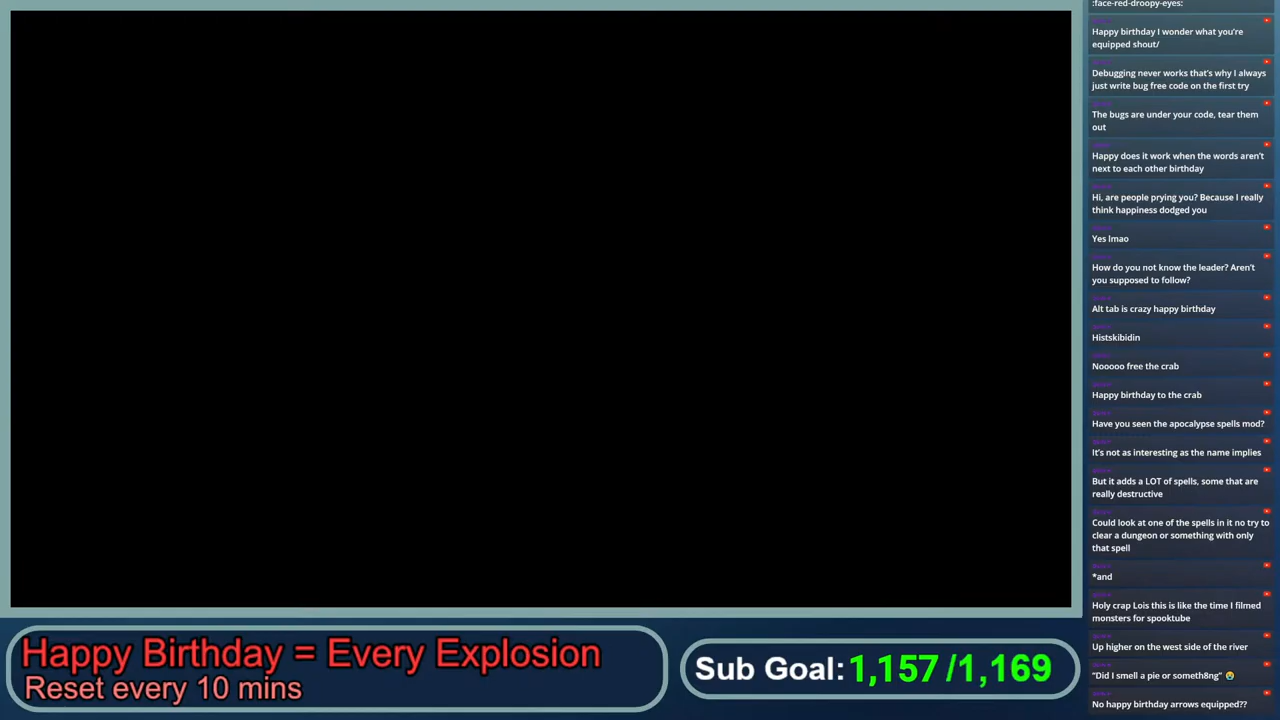 :face-red-droopy-eyes:
Happy birthday I wonder what you're
equipped shout/
Debugging never works that's why I always
just write bug free code on the first try
The bugs are under your code, tear them
out
Happy does it work when the words aren't
next to each other birthday
Hi, are people prying you? Because I really
think happiness dodged you
Yes lmao
How do you not know the leader? Aren't
you supposed to follow?
Alt tab is crazy happy birthday
Histskibidin
Nooooo free the crab
Happy birthday to the crab
Have you seen the apocalypse spells mod?
It's not as interesting as the name implies
But it adds a LOT of spells, some that are
really destructive
Could look at one of the spells in it no try to
clear a dungeon or something with only
that spell
*and
Holy crap Lois this is like the time I filmed
monsters for spooktube
Up higher on the west side of the river
"Did I smell a pie or someth8ng" 😭
No happy birthday arrows equipped??
Happy Birthday = Every Explosion
Reset every 10 mins
Sub Goal: 1,157 /1,169